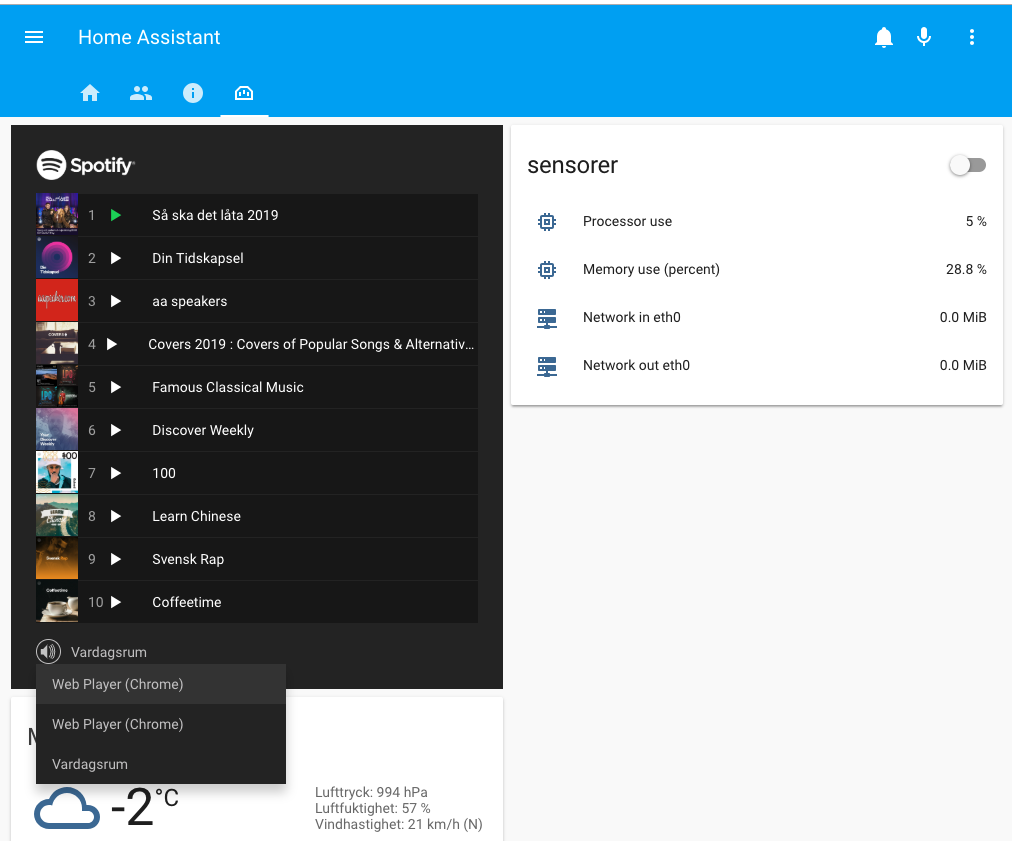 Home Assistant
Spotify
1 Så ska det låta 2019
2 Din Tidskapsel
3 aa speakers
4 Covers 2019 : Covers of Popular Songs & Alternativ...
5 Famous Classical Music
6 Discover Weekly
7 100
8 Learn Chinese
9 Svensk Rap
10 Coffeetime
Vardagsrum
Web Player (Chrome)
Web Player (Chrome)
Vardagsrum
-2 °C
Lufttryck: 994 hPa
Luftfuktighet: 57 %
Vindhastighet: 21 km/h (N)
sensorer
Processor use 5 %
Memory use (percent) 28.8 %
Network in eth0 0.0 MiB
Network out eth0 0.0 MiB